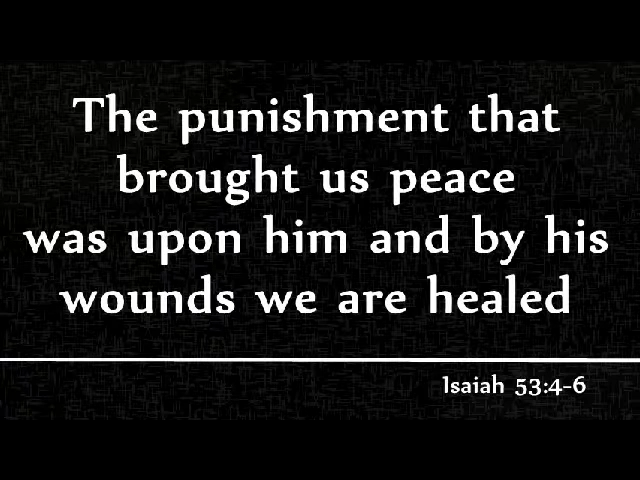 The punishment that
brought us peace
was upon him and by his
wounds we are healed
Isaiah 53:4-6